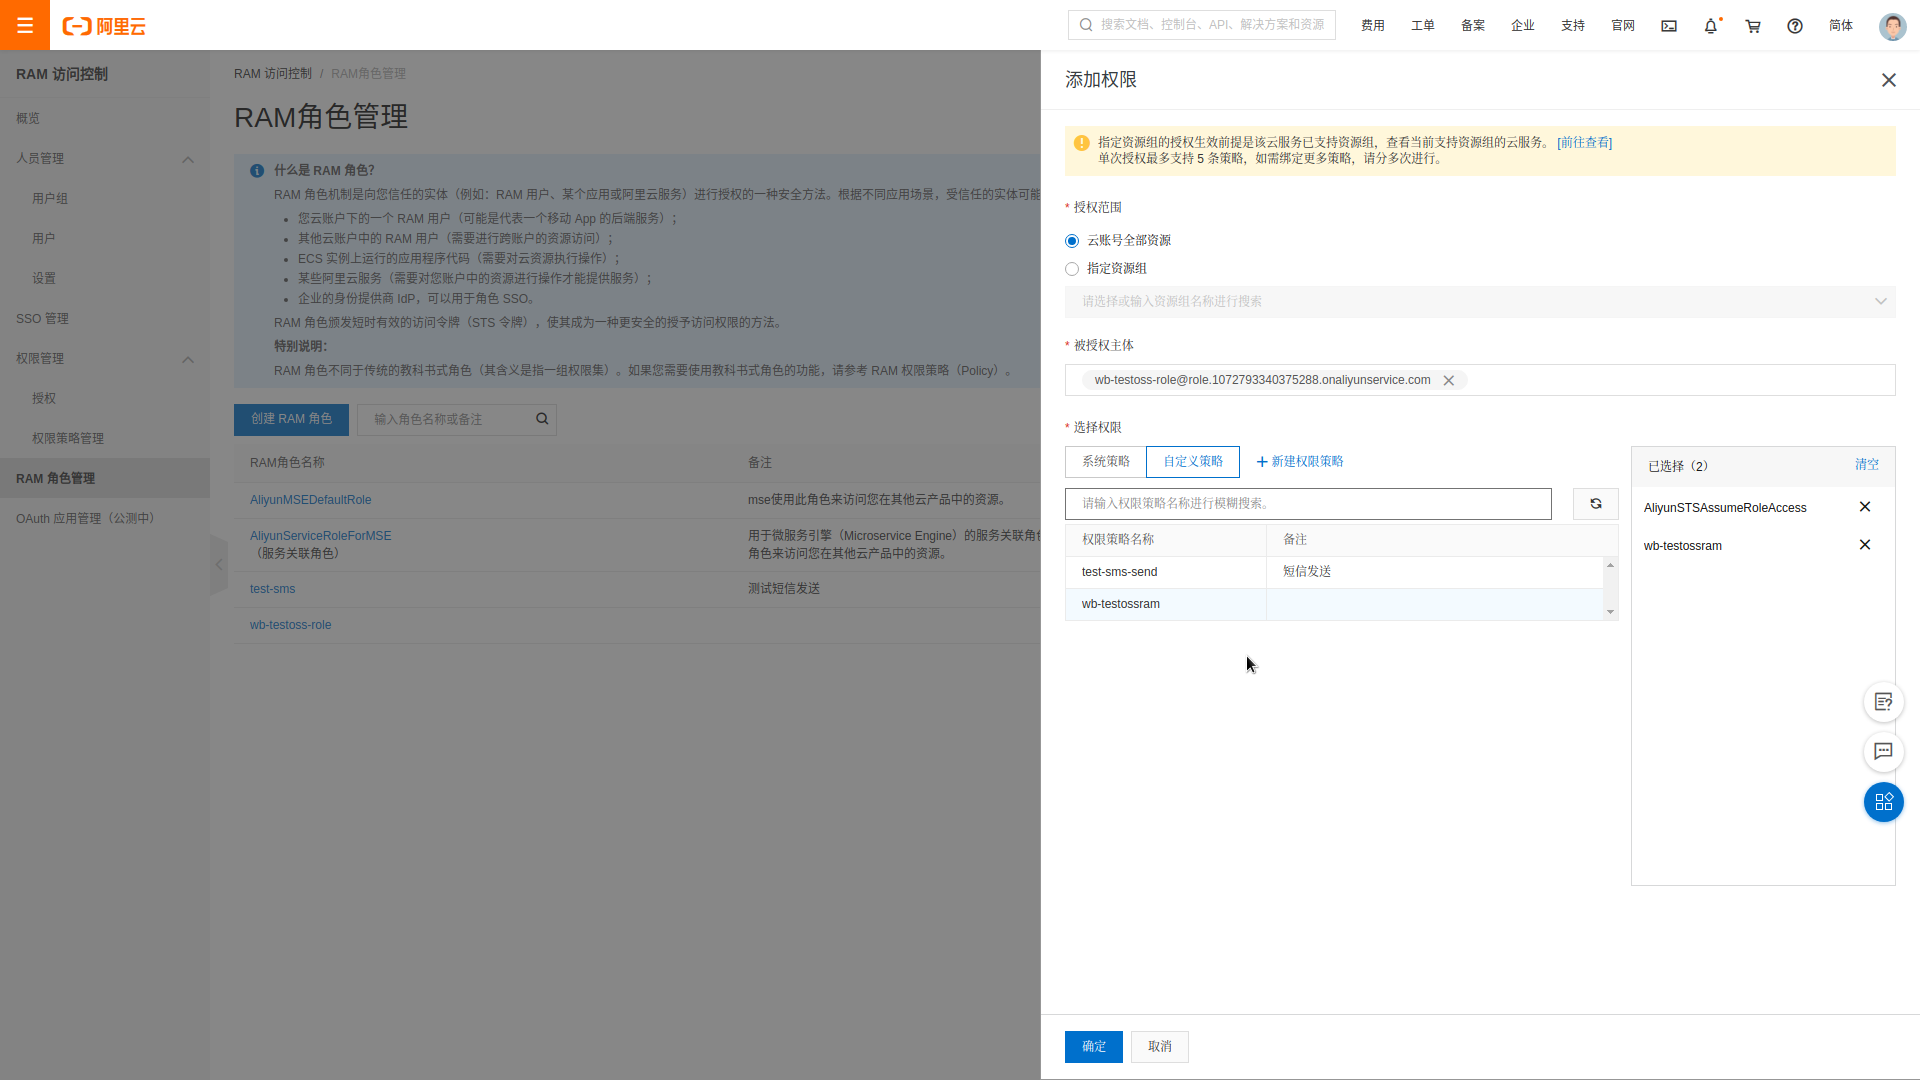 阿里云
搜索文档、控制台、API、解决方案和资源
费用 工单 备案 企业 支持 官网 简体
RAM 访问控制
概览
人员管理
用户组
用户
设置
SSO 管理
权限管理
授权
权限策略管理
RAM 角色管理
OAuth 应用管理（公测中）
RAM 访问控制 / RAM角色管理
RAM角色管理
什么是 RAM 角色？
RAM 角色机制是向您信任的实体（例如：RAM 用户、某个应用或阿里云服务）进行授权的一种安全方法。根据不同应用场景，受信任的实体可能
您云账户下的一个 RAM 用户（可能是代表一个移动 App 的后端服务）；
其他云账户中的 RAM 用户（需要进行跨账户的资源访问）；
ECS 实例上运行的应用程序代码（需要对云资源执行操作）；
某些阿里云服务（需要对您账户中的资源进行操作才能提供服务）；
企业的身份提供商 IdP，可以用于角色 SSO。
RAM 角色颁发短时有效的访问令牌（STS 令牌），使其成为一种更安全的授予访问权限的方法。
特别说明：
RAM 角色不同于传统的教科书式角色（其含义是指一组权限集）。如果您需要使用教科书式角色的功能，请参考 RAM 权限策略（Policy）。
创建 RAM 角色
输入角色名称或备注
RAM角色名称 备注
AliyunMSEDefaultRole mse使用此角色来访问您在其他云产品中的资源。
AliyunServiceRoleForMSE 用于微服务引擎（Microservice Engine）的服务关联角色
（服务关联角色） 角色来访问您在其他云产品中的资源。
test-sms 测试短信发送
wb-testoss-role
添加权限
指定资源组的授权生效前提是该云服务已支持资源组，查看当前支持资源组的云服务。 [前往查看]
单次授权最多支持 5 条策略，如需绑定更多策略，请分多次进行。
* 授权范围
云账号全部资源
指定资源组
请选择或输入资源组名称进行搜索
* 被授权主体
wb-testoss-role@role.1072793340375288.onaliyunservice.com
* 选择权限
系统策略 自定义策略 新建权限策略
请输入权限策略名称进行模糊搜索。
权限策略名称 备注
test-sms-send 短信发送
wb-testossram
已选择（2） 清空
AliyunSTSAssumeRoleAccess
wb-testossram
确定 取消